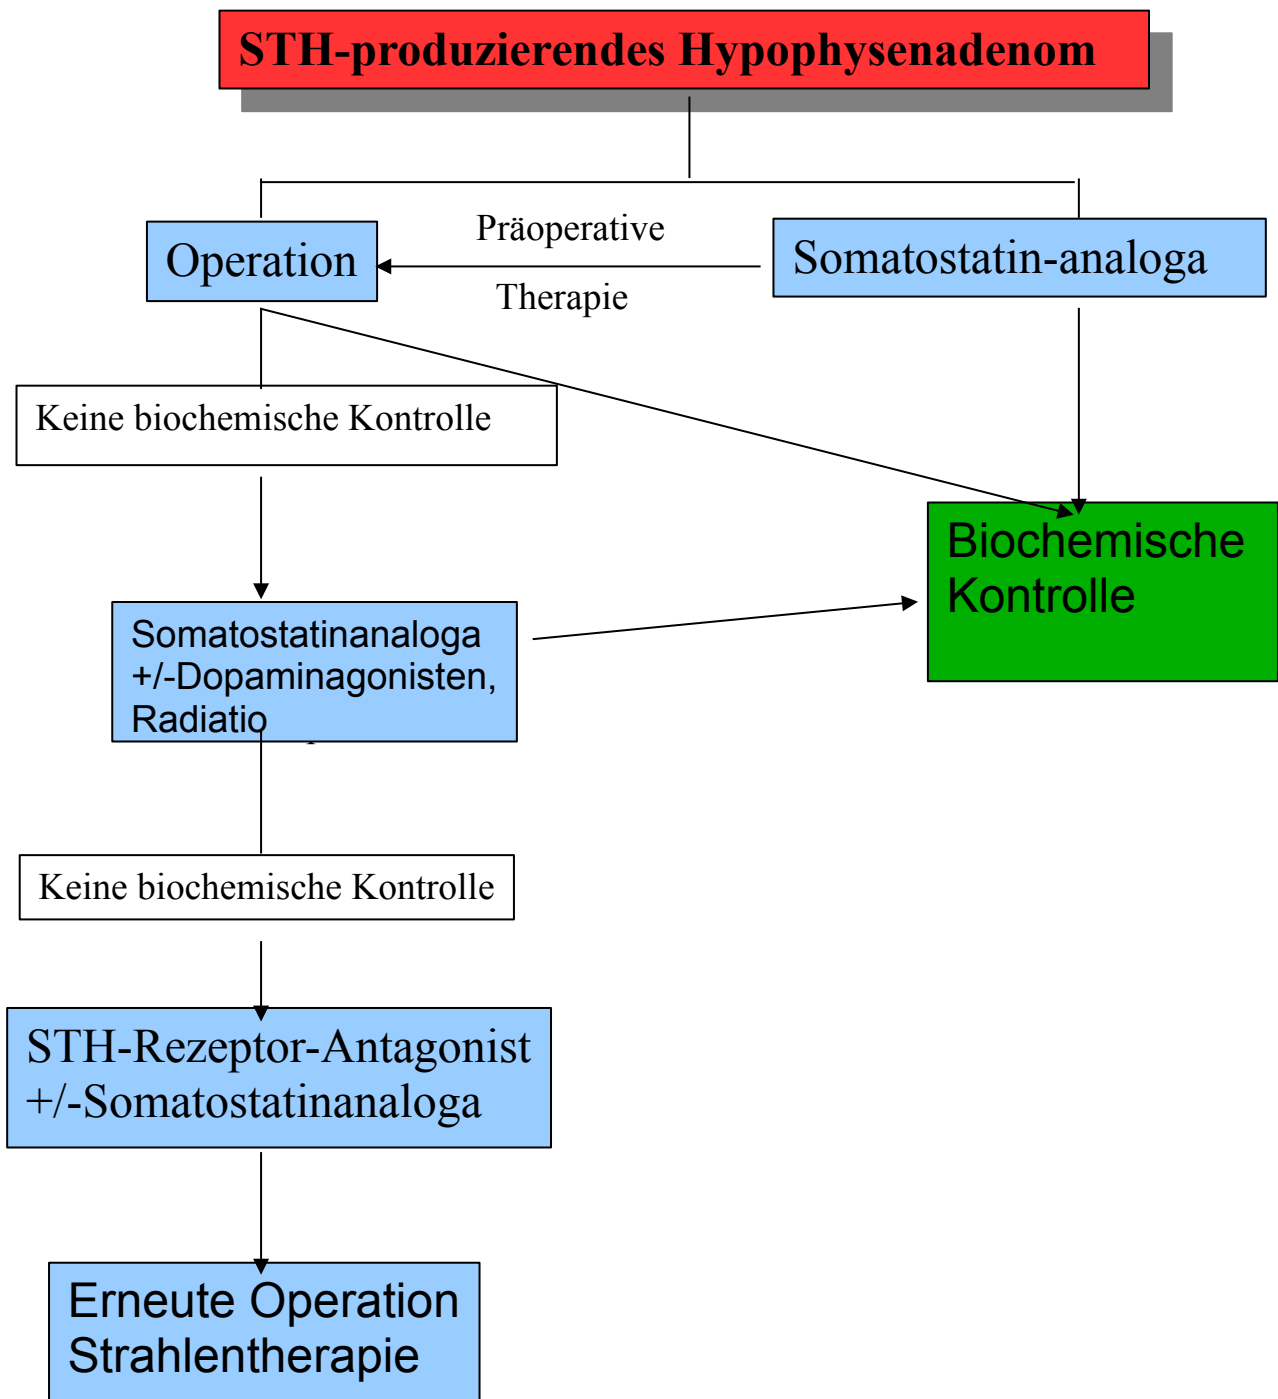 STH-produzierendes Hypophysenadenom
Präoperative
Operation
Somatostatin-analoga
Therapie
Keine biochemische Kontrolle
Biochemische
Kontrolle
Somatostatinanaloga
+/-Dopaminagonisten,
Radiatio
Keine biochemische Kontrolle
STH-Rezeptor-Antagonist
+/-Somatostatinanaloga
Erneute Operation
Strahlentherapie